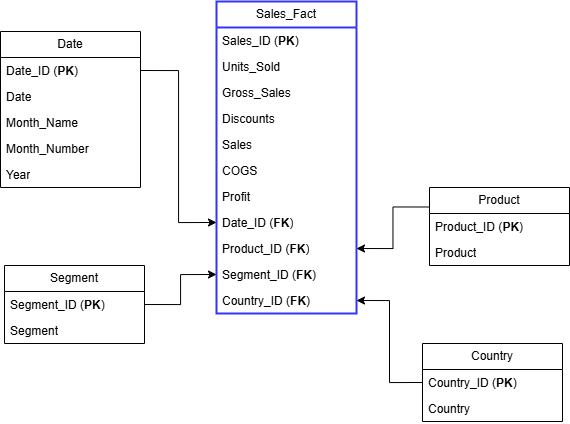 Sales_Fact
Sales_ID (PK)
Units_Sold
Gross_Sales
Discounts
Sales
COGS
Profit
Date_ID (FK)
Product_ID (FK)
Segment_ID (FK)
Country_ID (FK)
Date
Date_ID (PK)
Date
Month_Name
Month_Number
Year
Segment
Segment_ID (PK)
Segment
Product
Product_ID (PK)
Product
Country
Country_ID (PK)
Country